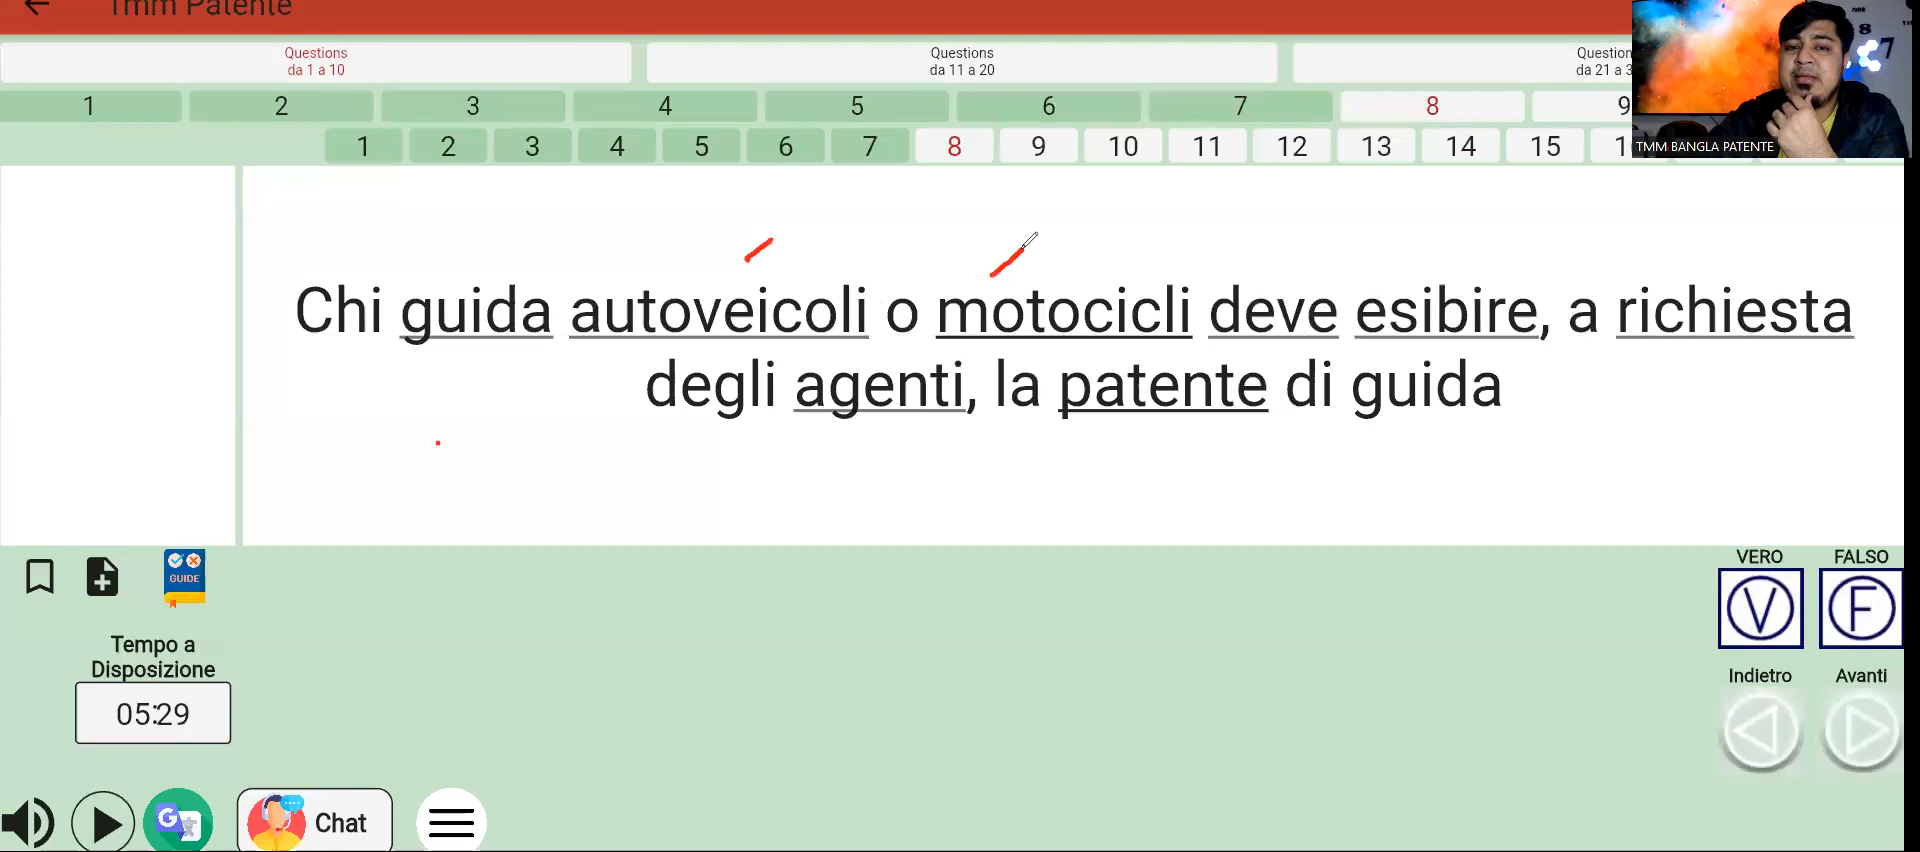 Tmm Patente
Questions
da 1 a 10
Questions
da 11 a 20
da 21 a
1 2 3 4 5 6 7 8 9
1 2 3 4 5 6 7 8 9 10 11 12 13 14 15
8
7
TMM BANGLA PATENTE
Chi guida autoveicoli o motocicli deve esibire, a richiesta
degli agenti, la patente di guida
GUIDE
VERO FALSO
V F
Tempo a
Disposizione
05:29
Indietro Avanti
G
Chat